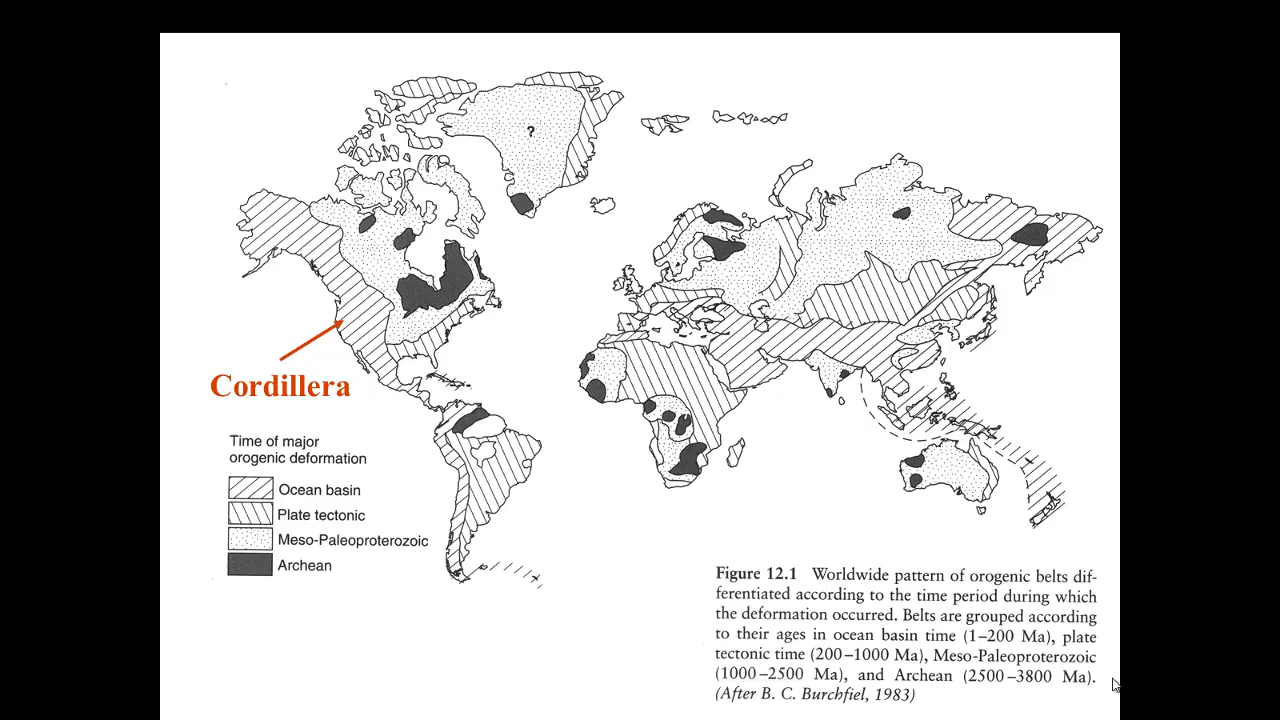 ?
Cordillera
Time of major
orogenic deformation
Ocean basin
Plate tectonic
Meso-Paleoproterozoic
Archean
Figure 12.1 Worldwide pattern of orogenic belts dif-
ferentiated according to the time period during which
the deformation occurred. Belts are grouped according
to their ages in ocean basin time (1–200 Ma), plate
tectonic time (200–1000 Ma), Meso-Paleoproterozoic
(1000–2500 Ma), and Archean (2500–3800 Ma).
(After B. C. Burchfiel, 1983)